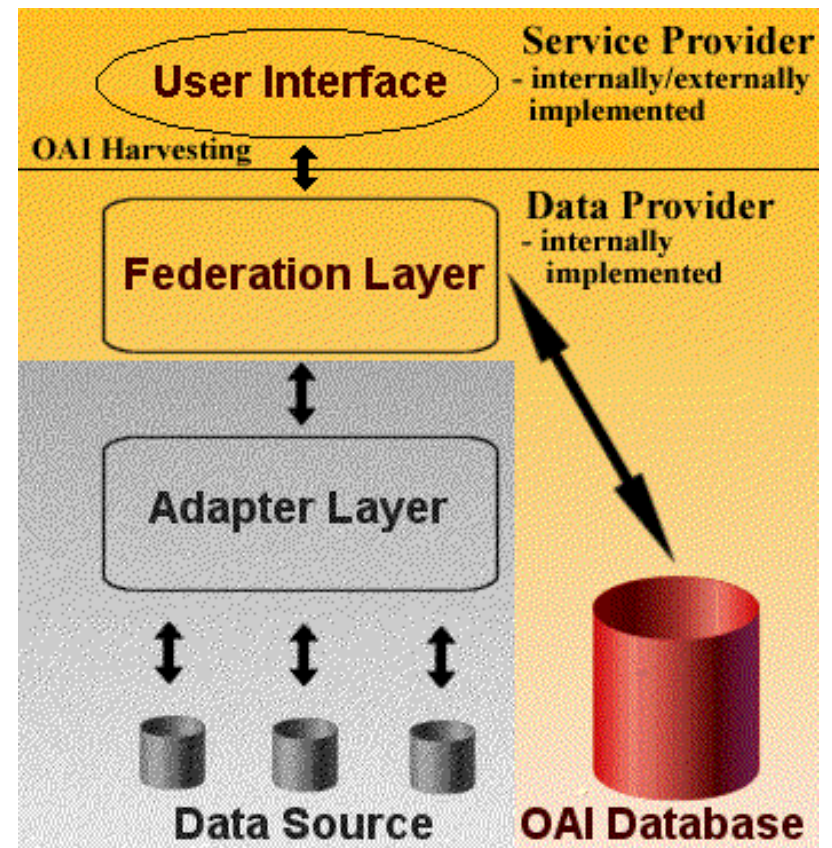 User Interface
Service Provider
- internally/externally
implemented
OAI Harvesting
Federation Layer
Data Provider
- internally
implemented
Adapter Layer
Data Source
OAI Database